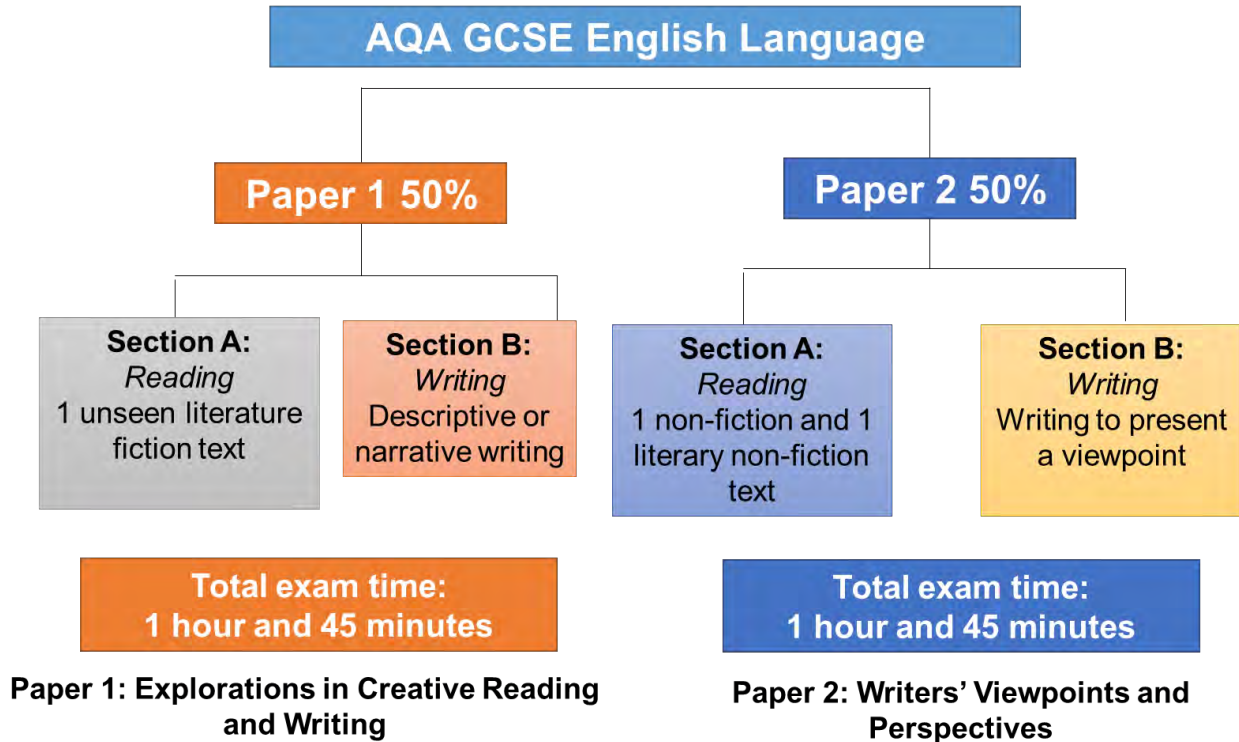 AQA GCSE English Language
Paper 1 50%
Paper 2 50%
Section A:
Reading
1 unseen literature
fiction text
Section B:
Writing
Descriptive or
narrative writing
Section A:
Reading
1 non-fiction and 1
literary non-fiction
text
Section B:
Writing
Writing to present
a viewpoint
Total exam time:
1 hour and 45 minutes
Total exam time:
1 hour and 45 minutes
Paper 1: Explorations in Creative Reading
and Writing
Paper 2: Writers’ Viewpoints and
Perspectives